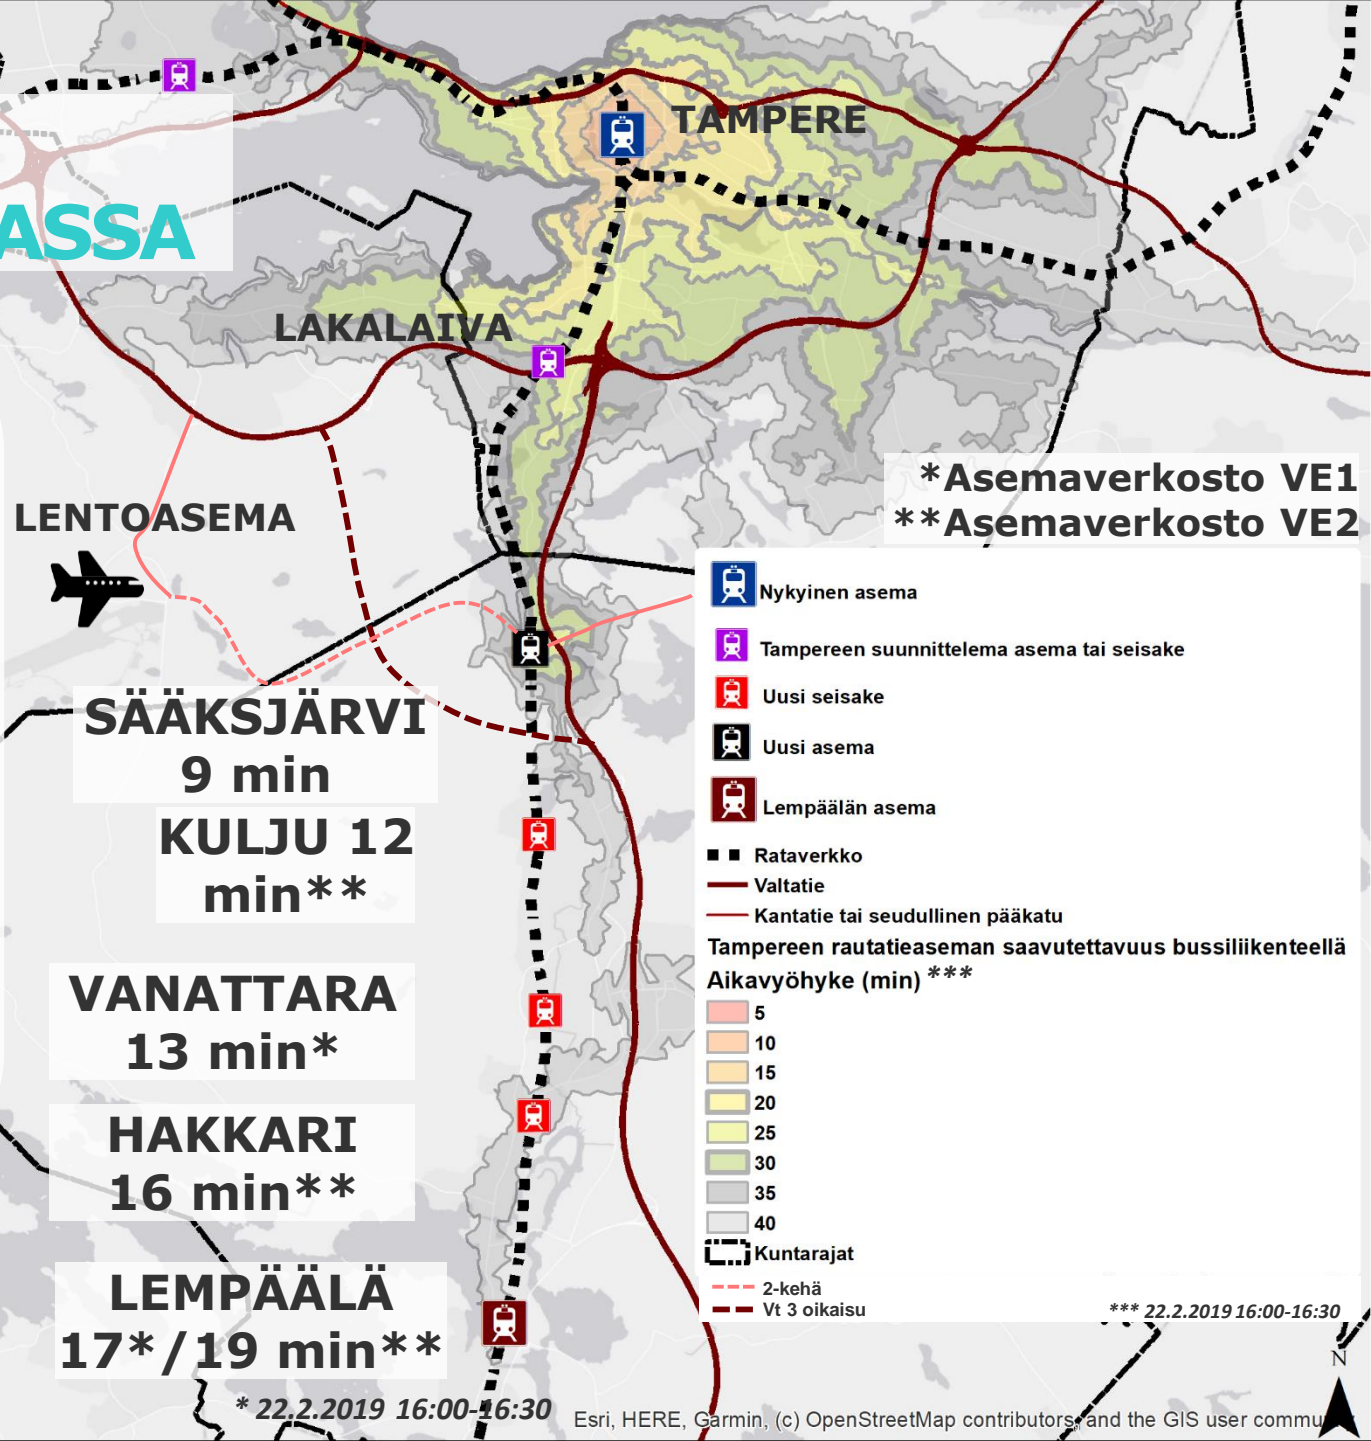 TAMPERE
ASSA
LAKALAIVA
*Asemaverkosto VE1
**Asemaverkosto VE2
LENTOASEMA
SÄÄKSJÄRVI
9 min
KULJU 12
min**
VANATTARA
13 min*
HAKKARI
16 min**
LEMPÄÄLÄ
17*/19 min**
* 22.2.2019 16:00-16:30
Nykyinen asema
Tampereen suunnittelema asema tai seisake
Uusi seisake
Uusi asema
Lempäälän asema
Rataverkko
Valtatie
Kantatie tai seudullinen pääkatu
Tampereen rautatieaseman saavutettavuus bussiliikenteellä
Aikavyöhyke (min) ***
5
10
15
20
25
30
35
40
Kuntarajat
2-kehä
Vt 3 oikaisu
*** 22.2.2019 16:00-16:30
N
Esri, HERE, Garmin, (c) OpenStreetMap contributors, and the GIS user commu